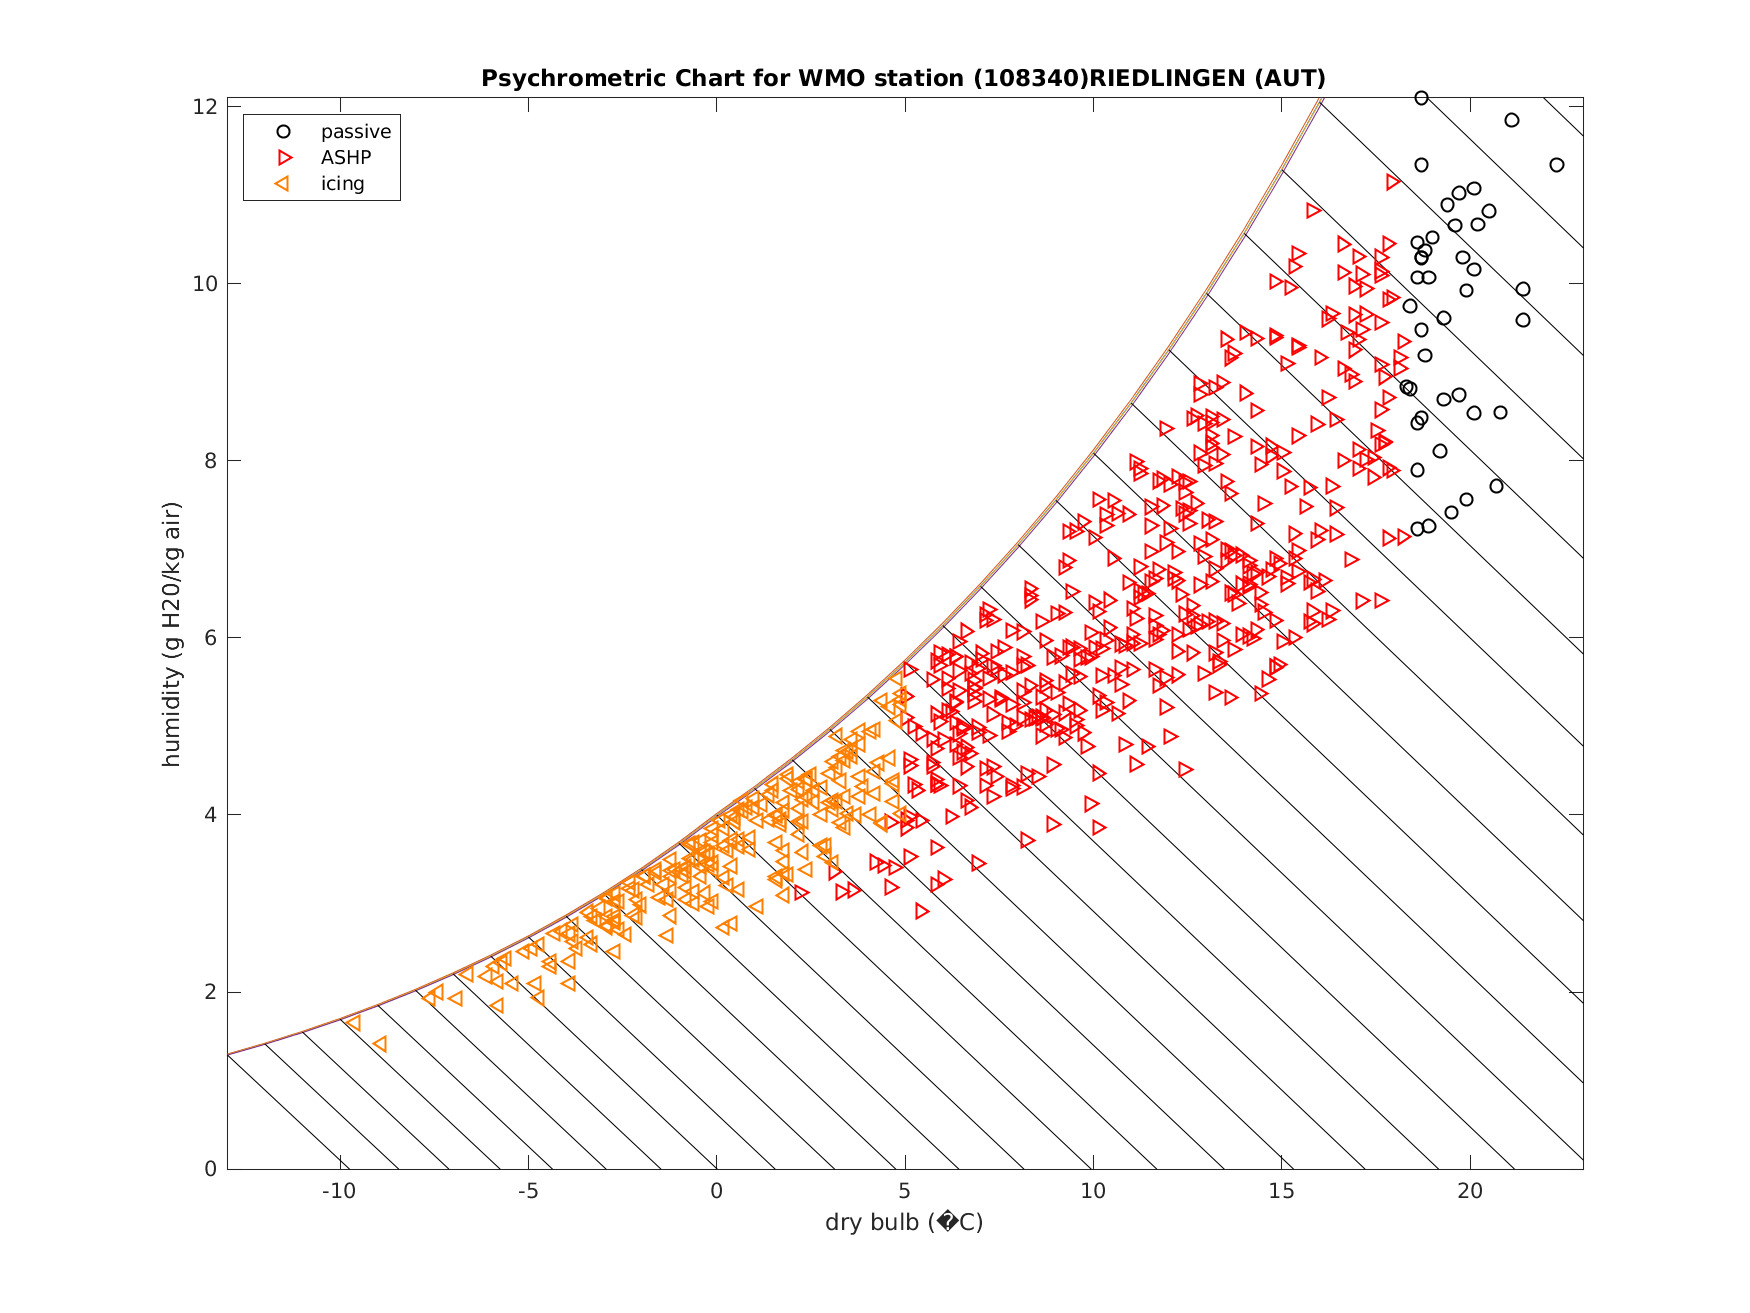 Psychrometric Chart for WMO station (108340)RIEDLINGEN (AUT)
passive
ASHP
icing
12
10
8
6
4
2
0
humidity (g H20/kg air)
-10 -5 0 5 10 15 20
dry bulb (�C)